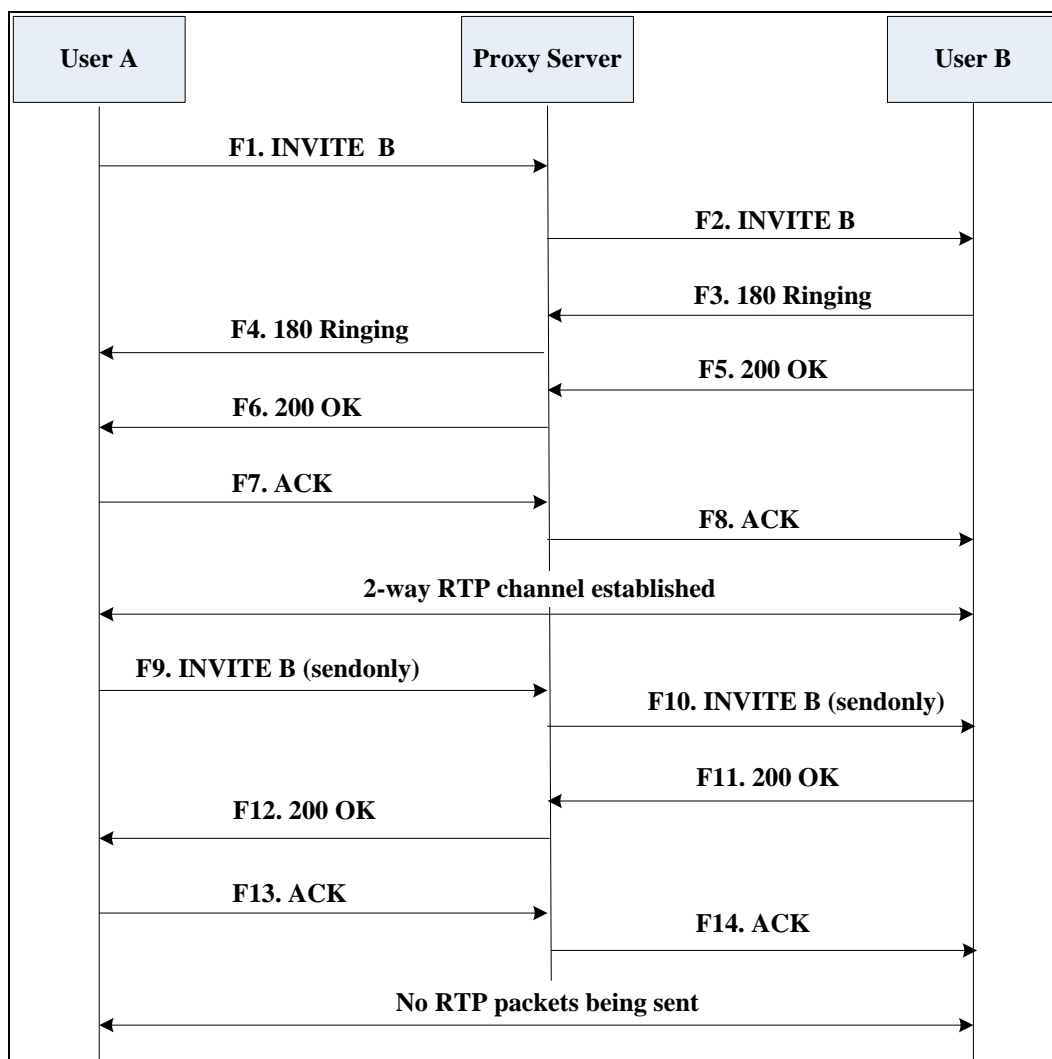 User A
Proxy Server
User B
F1. INVITE B
F2. INVITE B
F3. 180 Ringing
F4. 180 Ringing
F5. 200 OK
F6. 200 OK
F7. ACK
F8. ACK
2-way RTP channel established
F9. INVITE B (sendonly)
F10. INVITE B (sendonly)
F11. 200 OK
F12. 200 OK
F13. ACK
F14. ACK
No RTP packets being sent